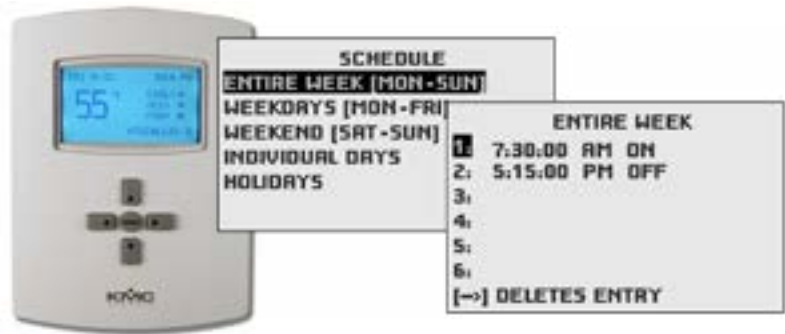 55°
KMC
SCHEDULE
ENTIRE WEEK [MON-SUN]
WEEKDAYS [MON-FRI]
WEEKEND [SAT-SUN]
INDIVIDUAL DAYS
HOLIDAYS
ENTIRE WEEK
1: 7:30:00 AM ON
2: 5:15:00 PM OFF
3:
4:
5:
6:
[-->] DELETES ENTRY